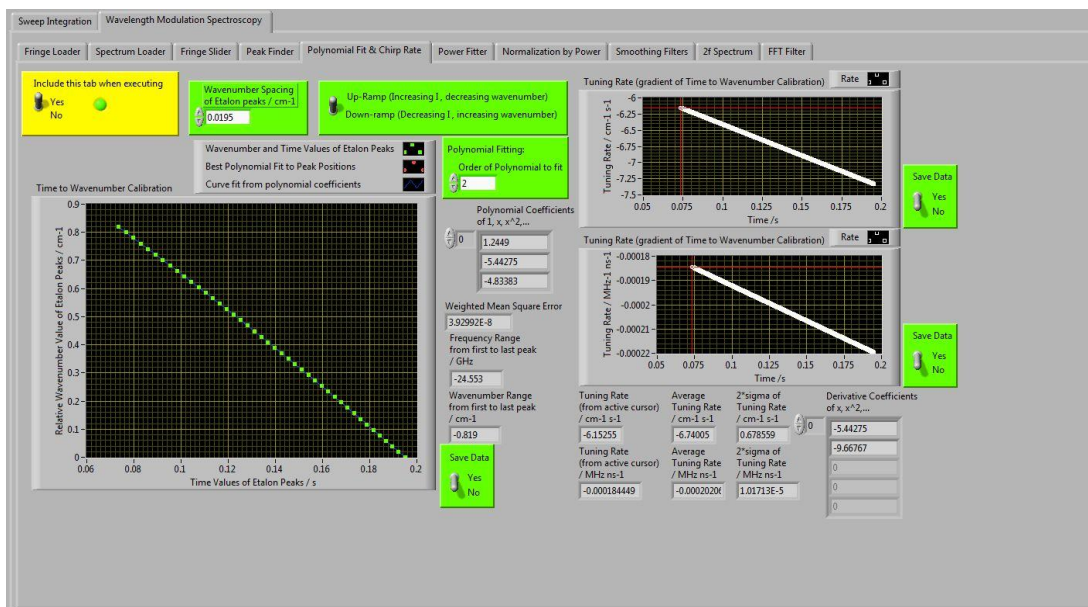 Sweep Integration
Wavelength Modulation Spectroscopy
Fringe Loader
Spectrum Loader
Fringe Slider
Peak Finder
Polynomial Fit & Chirp Rate
Power Fitter
Normalization by Power
Smoothing Filters
2f Spectrum
FFT Filter
Include this tab when executing
Yes
No
Wavenumber Spacing
of Etalon peaks / cm-1
0.0195
Up-Ramp (Increasing I , decreasing wavenumber)
Down-ramp (Decreasing I , increasing wavenumber)
Wavenumber and Time Values of Etalon Peaks
Best Polynomial Fit to Peak Positions
Curve fit from polynomial coefficients
Time to Wavenumber Calibration
Relative Wavenumber Value of Etalon Peaks / cm-1
0.9
0.8
0.7
0.6
0.5
0.4
0.3
0.2
0.1
0
0.06
0.08
0.1
0.12
0.14
0.16
0.18
0.2
Time Values of Etalon Peaks / s
Polynomial Fitting:
Order of Polynomial to fit
2
Polynomial Coefficients
of 1, x, x^2,...
0
1.2449
-5.44275
-4.83383
Weighted Mean Square Error
3.92992E-8
Frequency Range
from first to last peak
/ GHz
-24.553
Wavenumber Range
from first to last peak
/ cm-1
-0.819
Save Data
Yes
No
Tuning Rate (gradient of Time to Wavenumber Calibration)
Rate
Tuning Rate / cm-1 s-1
-6
-6.25
-6.5
-6.75
-7
-7.25
-7.5
0.05
0.075
0.1
0.125
0.15
0.175
0.2
Time /s
Save Data
Yes
No
Tuning Rate (gradient of Time to Wavenumber Calibration)
Rate
Tuning Rate / MHz-1 ns-1
-0.00018
-0.00019
-0.0002
-0.00021
-0.00022
0.05
0.075
0.1
0.125
0.15
0.175
0.2
Time /s
Save Data
Yes
No
Tuning Rate
(from active cursor)
/ cm-1 s-1
-6.15255
Average
Tuning Rate
/ cm-1 s-1
-6.74005
2*sigma of
Tuning Rate
/ cm-1 s-1
0.678559
Tuning Rate
(from active cursor)
/ MHz ns-1
-0.000184449
Average
Tuning Rate
/ MHz ns-1
-0.00020206
2*sigma of
Tuning Rate
/ MHz ns-1
1.01713E-5
Derivative Coefficients
of x, x^2,...
0
-5.44275
-9.66767
0
0
0